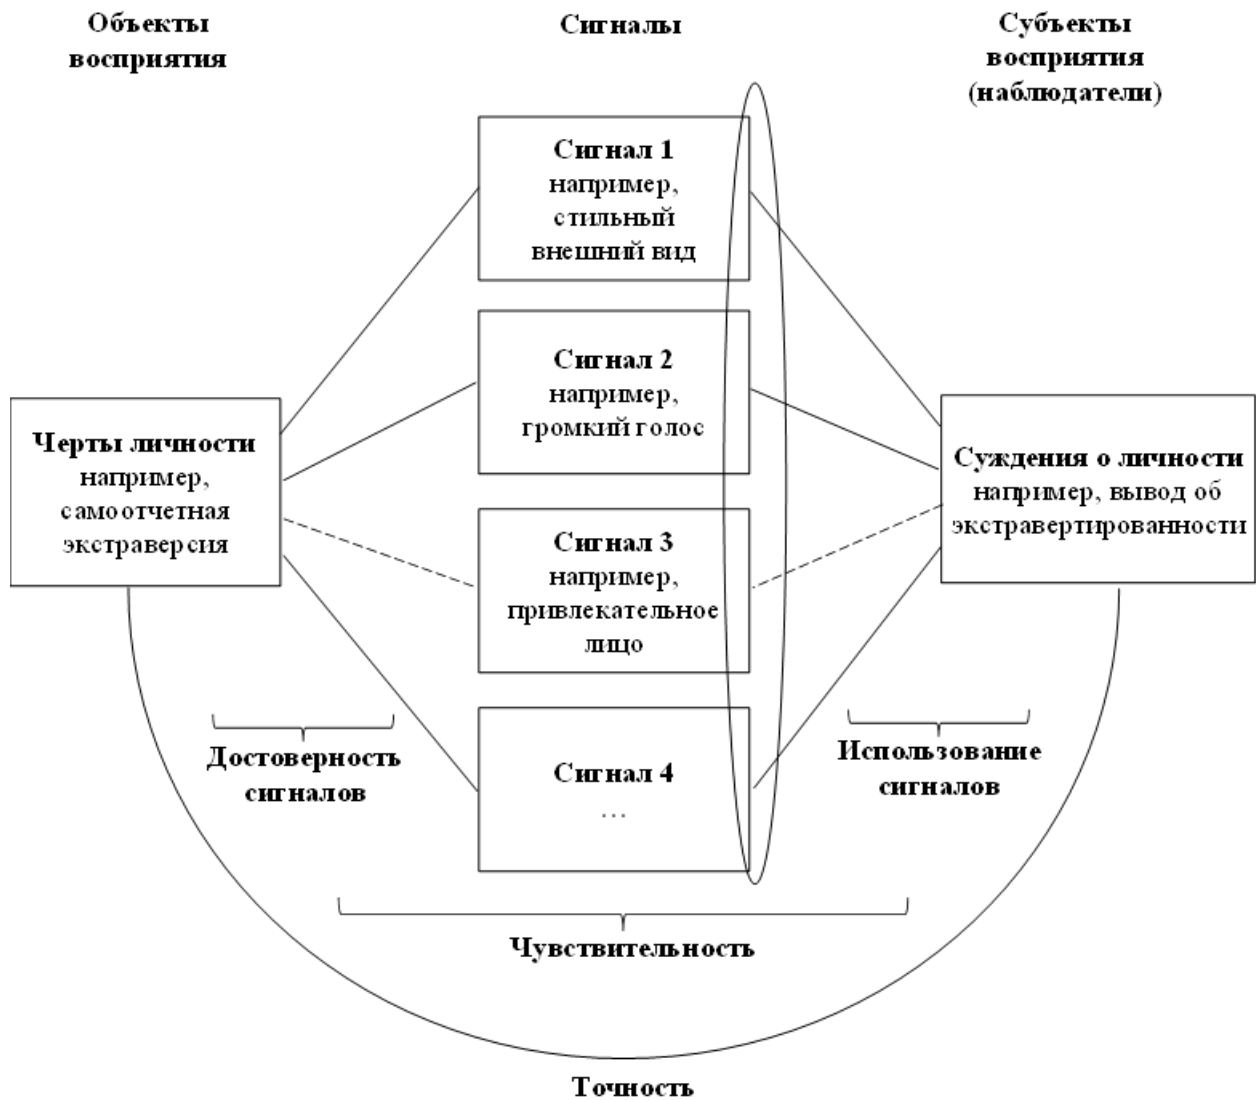 Объекты
восприятия
Сигналы
Субъекты
восприятия
(наблюдатели)
Сигнал 1
например,
стильный
внешний вид
Сигнал 2
например,
громкий голос
Черты личности
например,
самоотчетная
экстраверсия
Суждения о личности
например, вывод об
экстравертированности
Сигнал 3
например,
привлекательное
лицо
Сигнал 4
...
Достоверность
сигналов
Использование
сигналов
Чувствительность
Точность